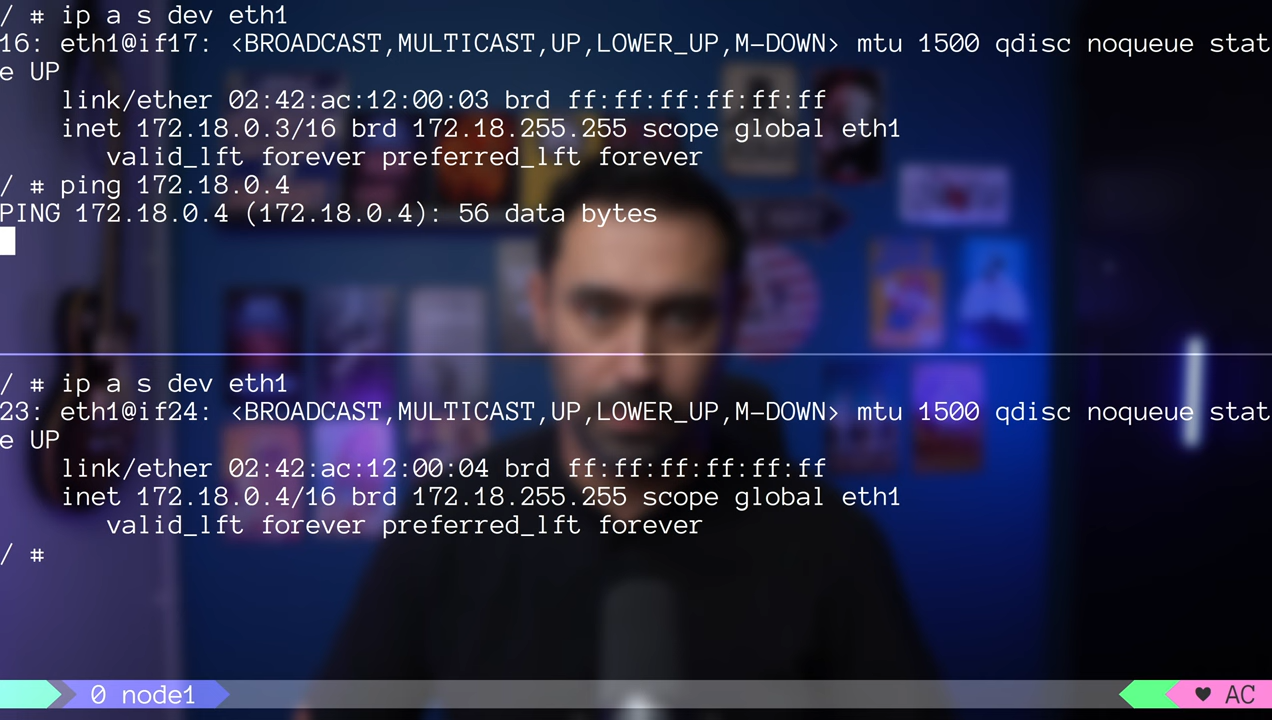 / # ip a s dev eth1
16: eth1@if17: <BROADCAST,MULTICAST,UP,LOWER_UP,M-DOWN> mtu 1500 qdisc noqueue stat
e UP
link/ether 02:42:ac:12:00:03 brd ff:ff:ff:ff:ff:ff
inet 172.18.0.3/16 brd 172.18.255.255 scope global eth1
valid_lft forever preferred_lft forever
/ # ping 172.18.0.4
PING 172.18.0.4 (172.18.0.4): 56 data bytes
/ # ip a s dev eth1
23: eth1@if24: <BROADCAST,MULTICAST,UP,LOWER_UP,M-DOWN> mtu 1500 qdisc noqueue stat
e UP
link/ether 02:42:ac:12:00:04 brd ff:ff:ff:ff:ff:ff
inet 172.18.0.4/16 brd 172.18.255.255 scope global eth1
valid_lft forever preferred_lft forever
/ #
0 node1
♥ AC